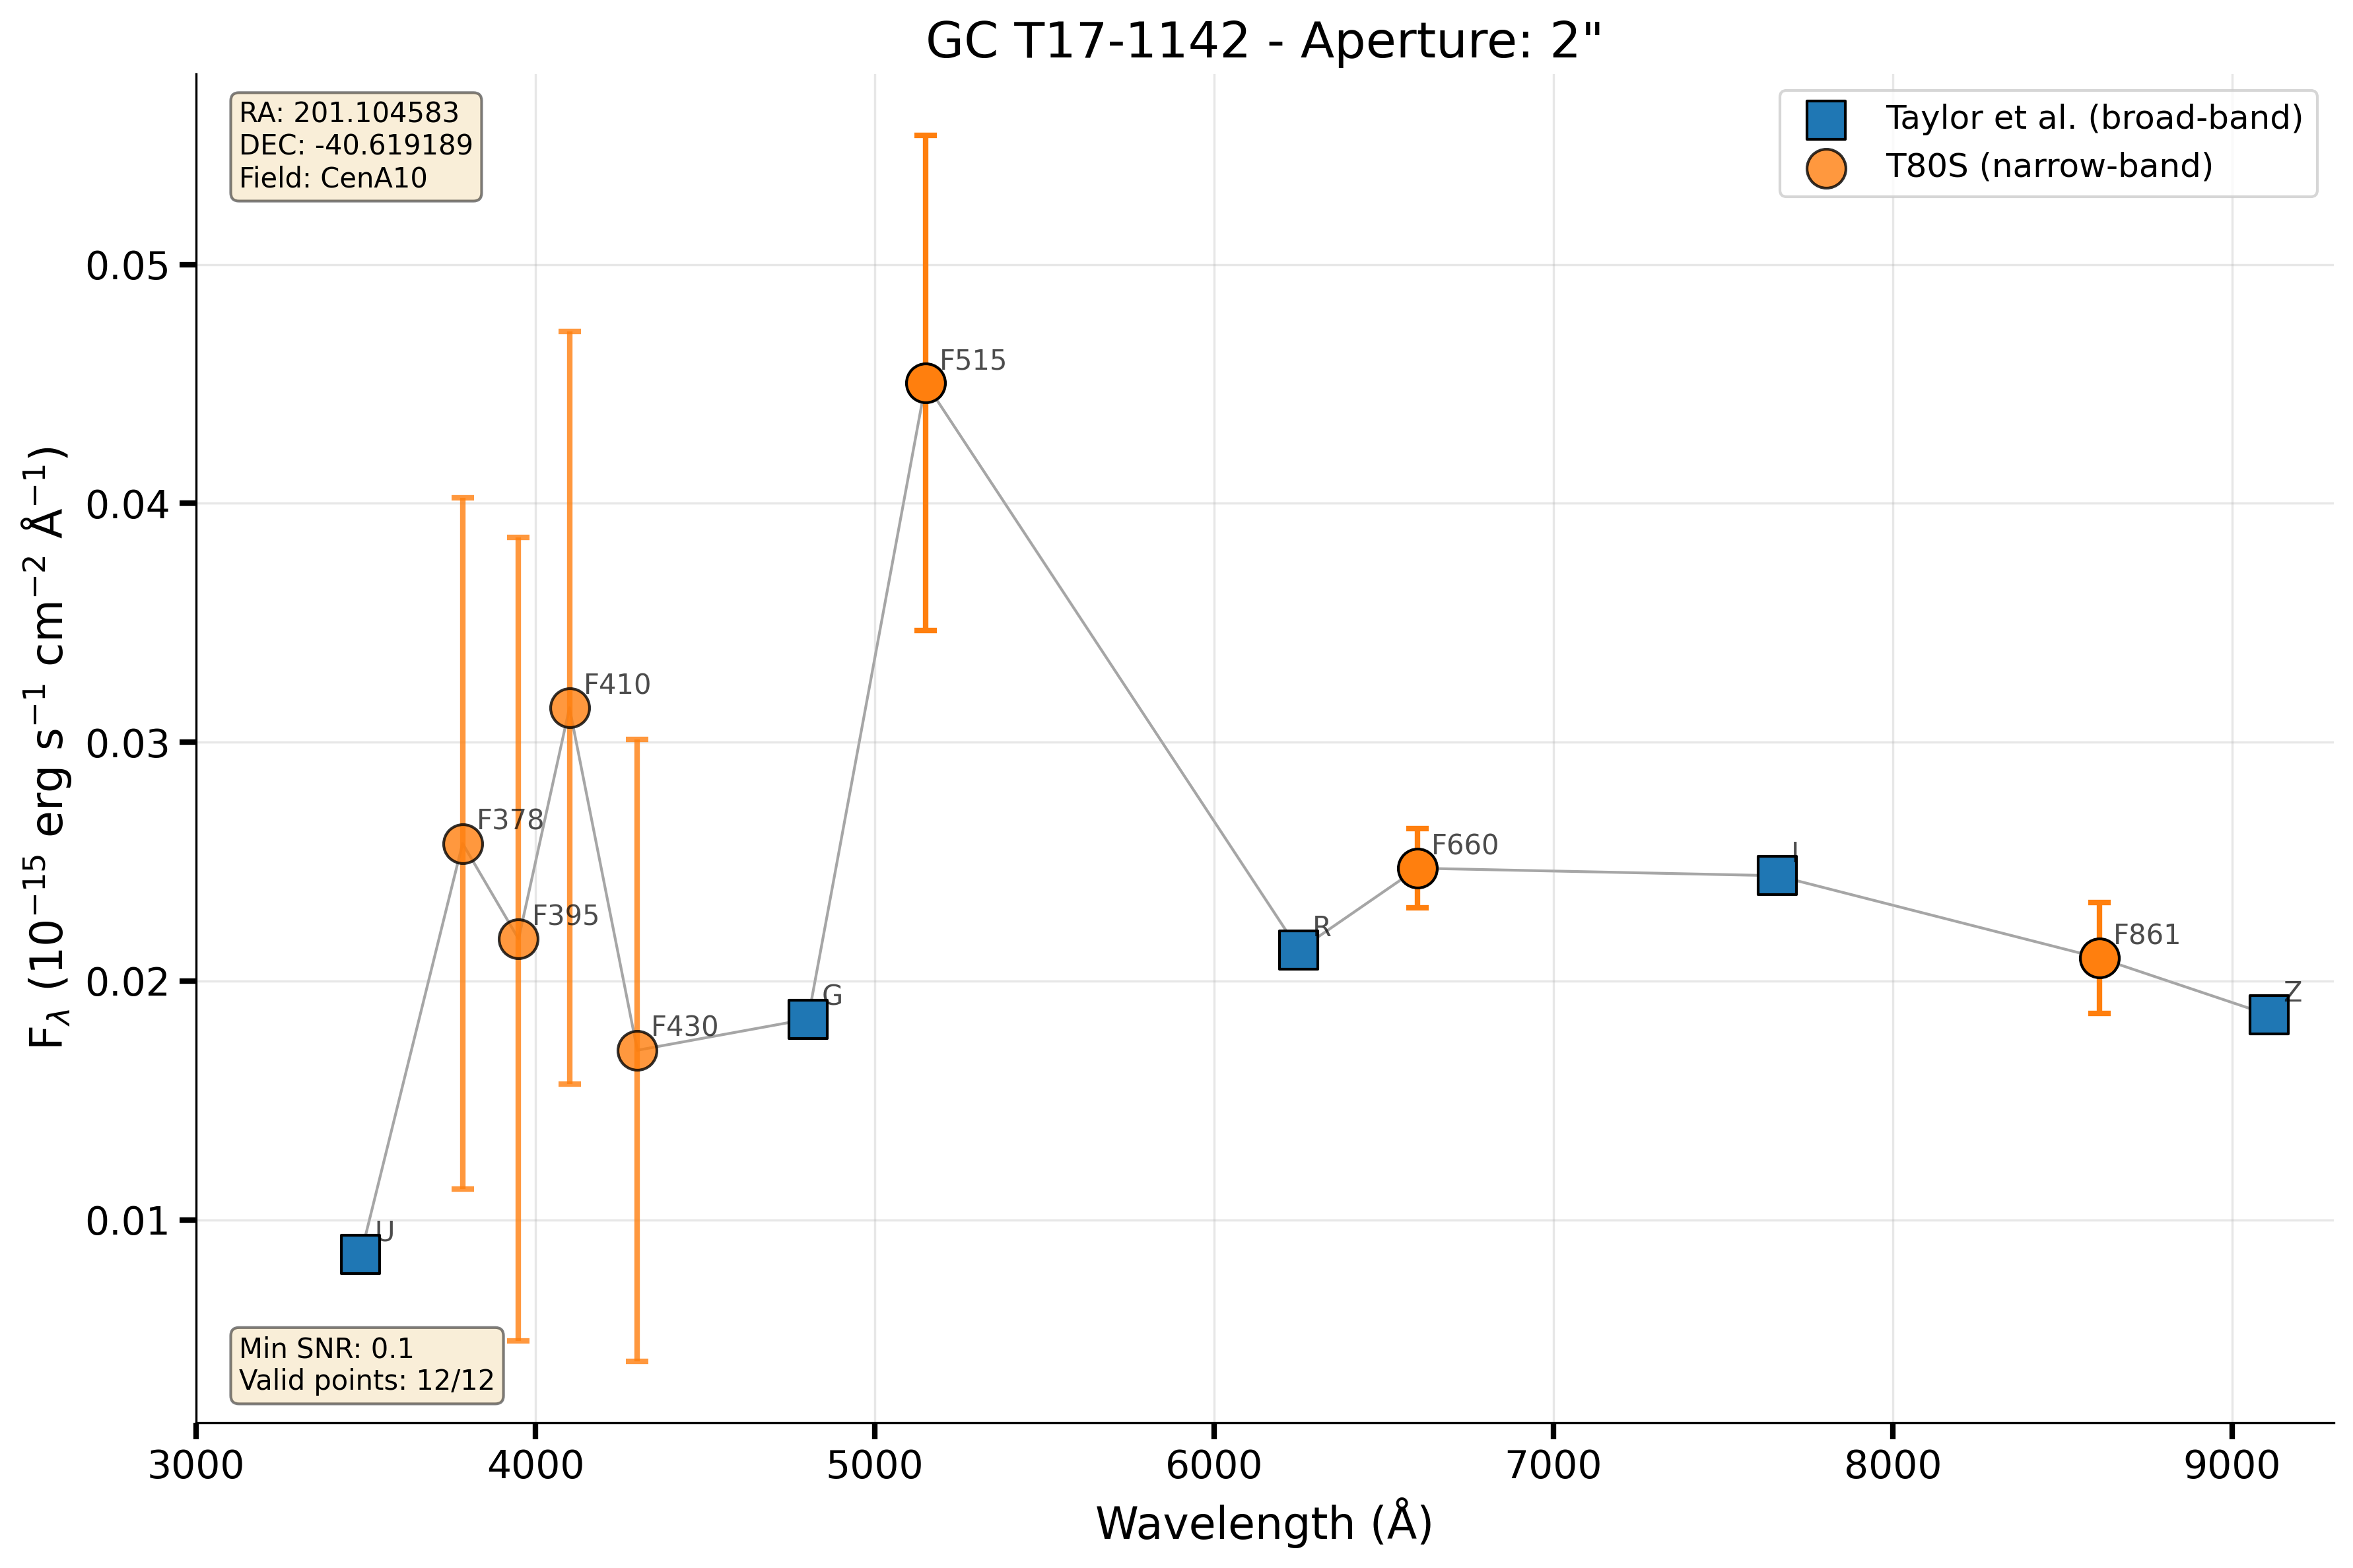 GC T17-1142 - Aperture: 2"
RA: 201.104583
DEC: -40.619189
Field: CenA10
Taylor et al. (broad-band)
T80S (narrow-band)
F515
F410
F378
F395
F430
U
G
R
F660
I
F861
Z
Min SNR: 0.1
Valid points: 12/12
0.05
0.04
0.03
0.02
0.01
F_λ (10⁻¹⁵ erg s⁻¹ cm⁻² Å⁻¹)
3000 4000 5000 6000 7000 8000 9000
Wavelength (Å)